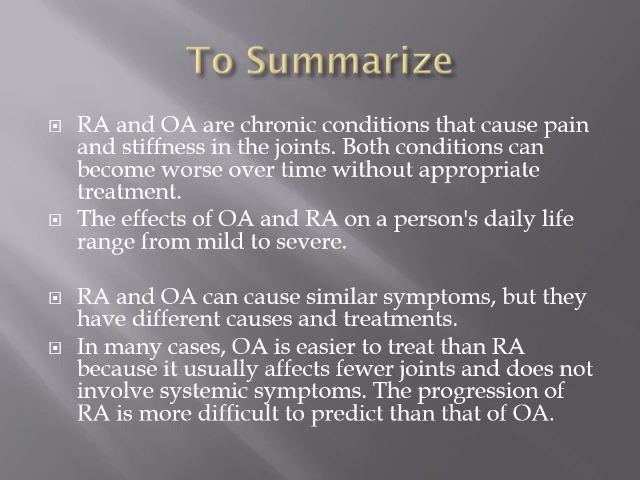 To Summarize
RA and OA are chronic conditions that cause pain
and stiffness in the joints. Both conditions can
become worse over time without appropriate
treatment.
The effects of OA and RA on a person's daily life
range from mild to severe.
RA and OA can cause similar symptoms, but they
have different causes and treatments.
In many cases, OA is easier to treat than RA
because it usually affects fewer joints and does not
involve systemic symptoms. The progression of
RA is more difficult to predict than that of OA.